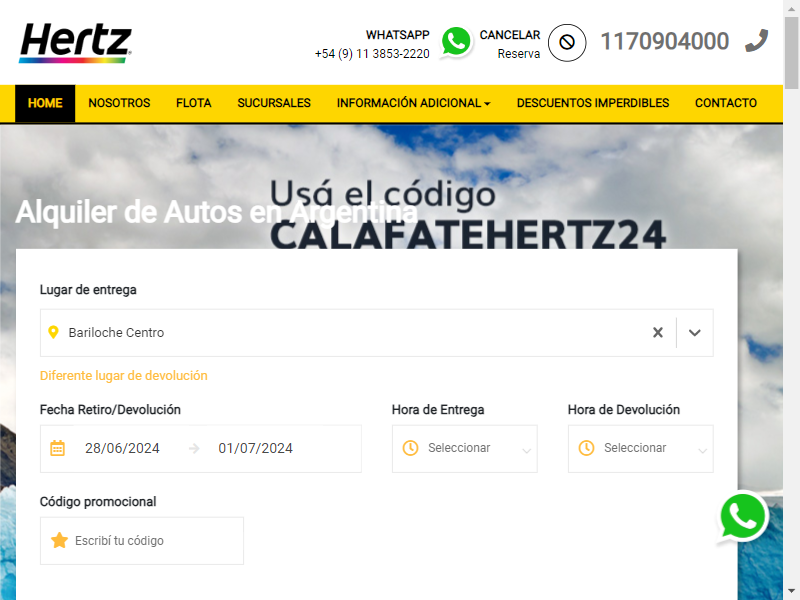 Hertz
WHATSAPP
+54 (9) 11 3853-2220
CANCELAR
Reserva
1170904000
HOME NOSOTROS FLOTA SUCURSALES INFORMACIÓN ADICIONAL DESCUENTOS IMPERDIBLES CONTACTO
Usá el código
Alquiler de Autos en Argentina
CALAFATEHERTZ24
Lugar de entrega
Bariloche Centro
Diferente lugar de devolución
Fecha Retiro/Devolución Hora de Entrega Hora de Devolución
28/06/2024 01/07/2024 Seleccionar Seleccionar
Código promocional
Escribí tu código